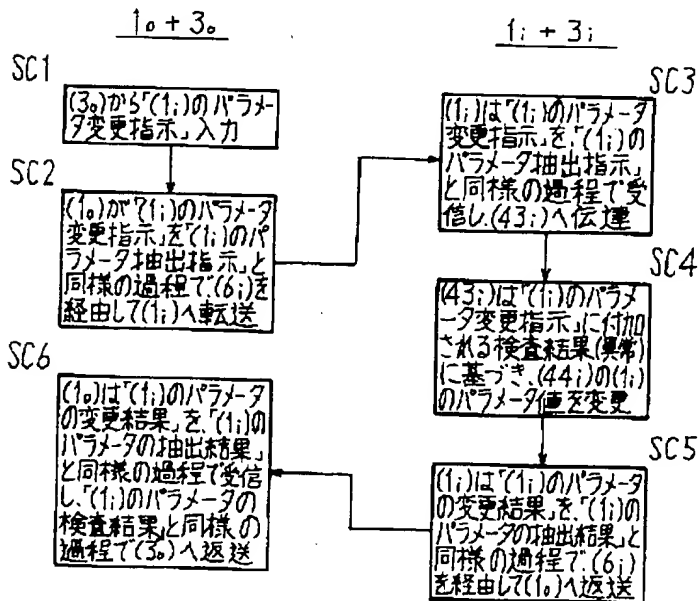 1₀ + 3₀
SC1
(3₀)から「(1ᵢ)のパラメー
タ変更指示」入力
SC2
(1₀)が「(1ᵢ)のパラメータ
変更指示」を「(1ᵢ)のパ
ラメータ抽出指示」と
同様の過程で(6ᵢ)を
経由して(1ᵢ)へ転送
SC6
(1₀)は「(1ᵢ)のパラメータ
の変更結果」を、「(1ᵢ)の
パラメータの抽出結果」
と同様の過程で受信
し、「(1ᵢ)のパラメータの
検査結果」と同様の
過程で(3₀)へ返送
1ᵢ + 3ᵢ
SC3
(1ᵢ)は「(1ᵢ)のパラメータ
変更指示」を、「(1ᵢ)の
パラメータ抽出指示」
と同様の過程で受
信し、(43ᵢ)へ伝達
SC4
(43ᵢ)は「(1ᵢ)のパラメ
ータ変更指示」に付加
される検査結果(異常)
に基づき、(44ᵢ)の(1ᵢ)
のパラメータ値を変更
SC5
(1ᵢ)は「(1ᵢ)のパラメータ
の変更結果」を、「(1ᵢ)の
パラメータの抽出結果」と
同様の過程で、(6ᵢ)
を経由して(1₀)へ返送